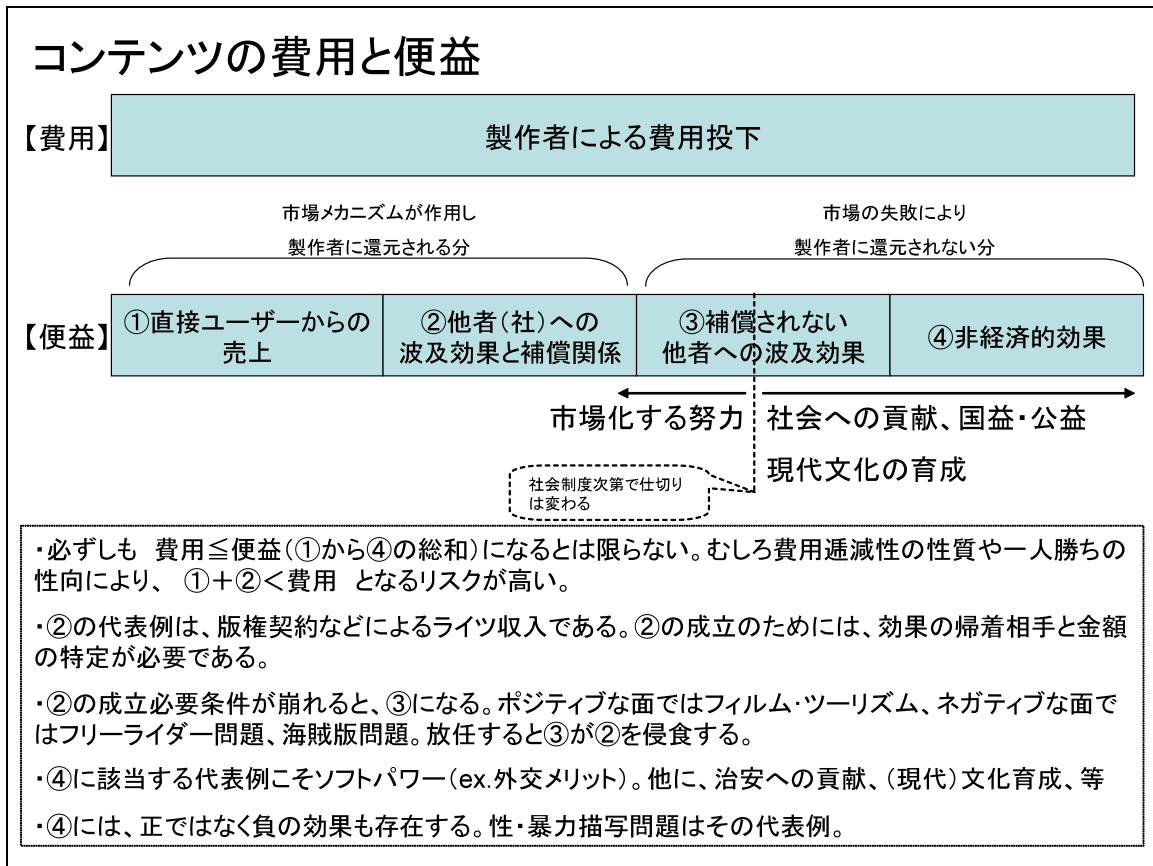 コンテンツの費用と便益
【費用】
製作者による費用投下
市場メカニズムが作用し
製作者に還元される分
市場の失敗により
製作者に還元されない分
【便益】
①直接ユーザーからの
売上
②他者(社)への
波及効果と補償関係
③補償されない
他者への波及効果
④非経済的効果
市場化する努力
社会への貢献、国益・公益
現代文化の育成
社会制度次第で仕切り
は変わる
・必ずしも 費用≦便益(①から④の総和)になるとは限らない。むしろ費用逓減性の性質や一人勝ちの
性向により、 ①+②<費用 となるリスクが高い。
・②の代表例は、版権契約などによるライツ収入である。②の成立のためには、効果の帰着相手と金額
の特定が必要である。
・②の成立必要条件が崩れると、③になる。ポジティブな面ではフィルム・ツーリズム、ネガティブな面で
はフリーライダー問題、海賊版問題。放任すると③が②を侵食する。
・④に該当する代表例こそソフトパワー(ex.外交メリット)。他に、治安への貢献、(現代)文化育成、等
・④には、正ではなく負の効果も存在する。性・暴力描写問題はその代表例。